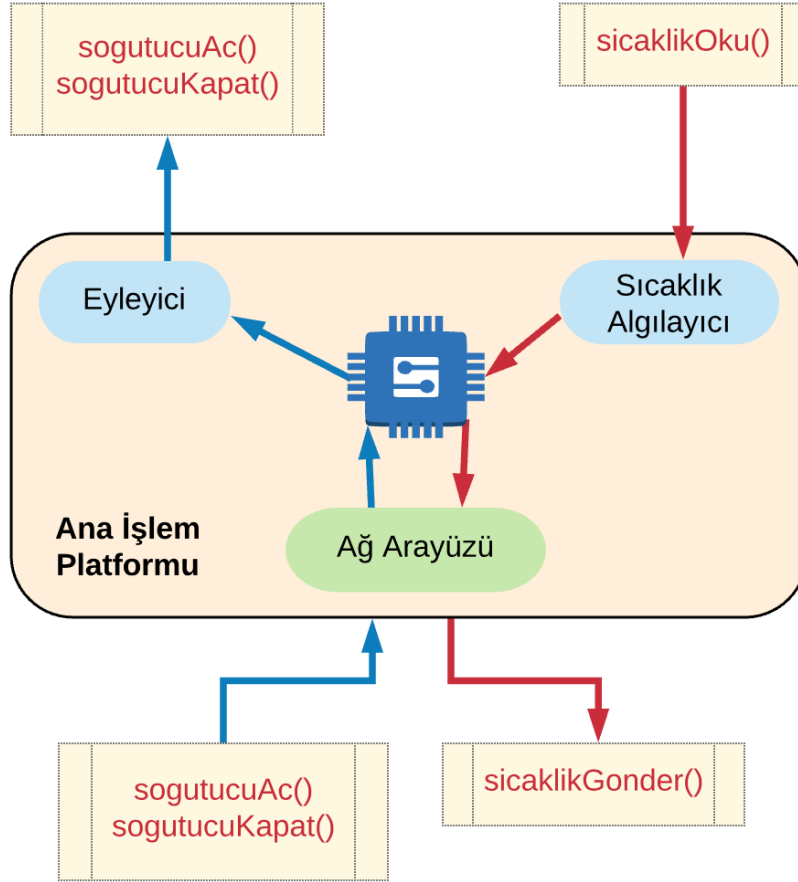 sogutucuAc()
sogutucuKapat()
sicaklikOku()
Eyleyici
Sıcaklık
Algılayıcı
Ana İşlem
Platformu
Ağ Arayüzü
sogutucuAc()
sogutucuKapat()
sicaklikGonder()